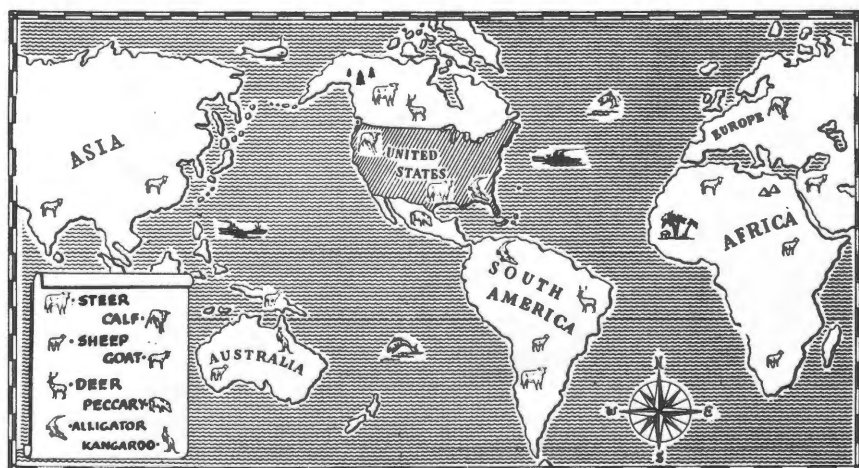 ASIA
UNITED
STATES
EUROPE
AFRICA
SOUTH
AMERICA
AUSTRALIA
STEER
CALF
SHEEP
GOAT
DEER
PECCARY
ALLIGATOR
KANGAROO
N
W E
S